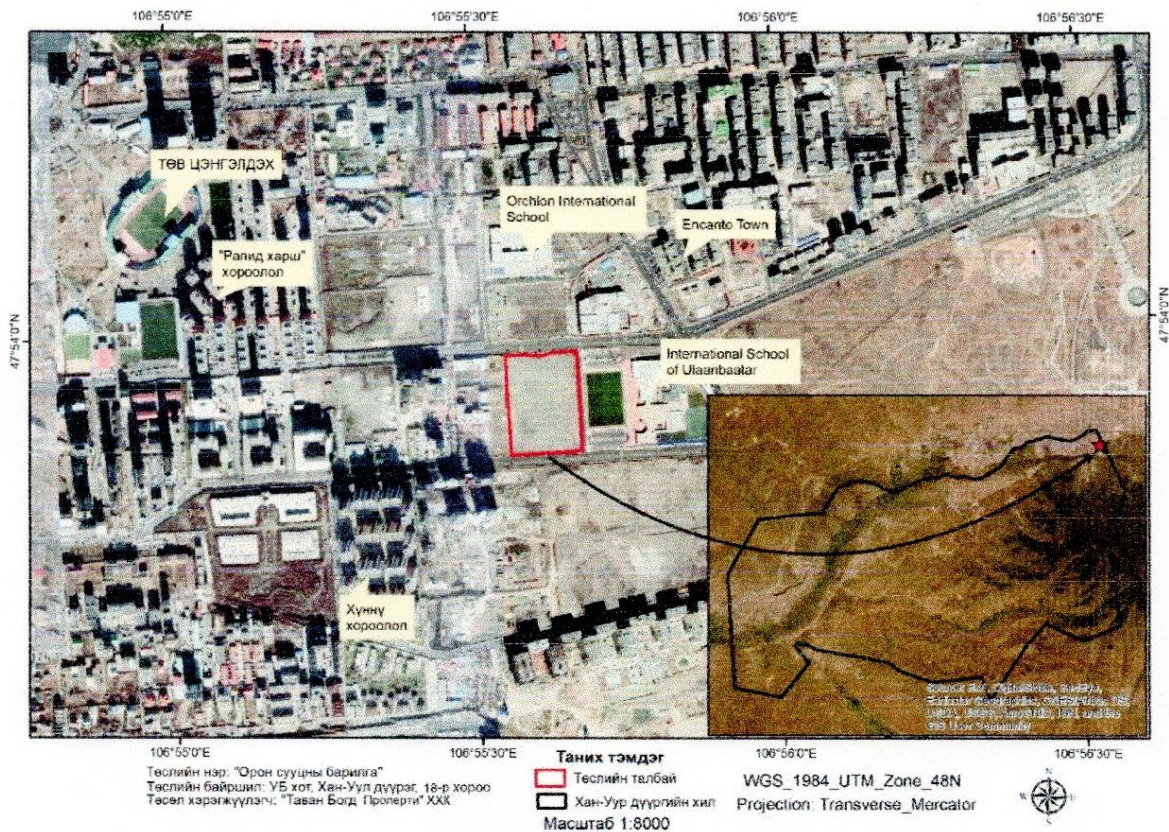 106°55'0"E 106°55'30"E 106°56'0"E 106°56'30"E
ТӨВ ЦЭНГЭЛДЭХ
Orchlon International
School
Encanto Town
"Рапид харш"
хороолол
47°54'0"N
47°54'0"N
International School
of Ulaanbaatar
Хүннү
хороолол
106°55'0"E 106°55'30"E 106°56'0"E 106°56'30"E
Таних тэмдэг
Төслийн нэр: "Орон сууцны барилга"
Төслийн байршил: УБ хот, Хан-Уул дүүрэг, 18-р хороо
Төсөл хэрэгжүүлэгч: "Таван Богд Проперти" ХХК
Төслийн талбай
Хан-Уур дүүргийн хил
Масштаб 1:8000
WGS_1984_UTM_Zone_48N
Projection: Transverse_Mercator